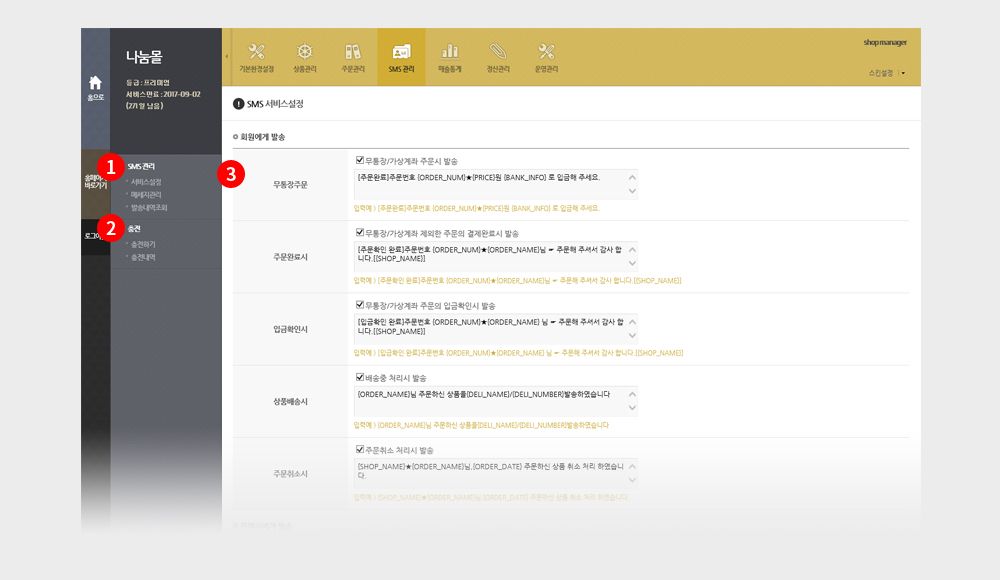 나눔몰
등급 : 프리미엄
서비스만료 : 2017-09-02
(271일 남음)
홈으로
기본환경설정
상품관리
주문관리
SMS 관리
매출통계
정산관리
운영관리
shop manager
스킨설정
1
홈페이지
바로가기
SMS 관리
서비스설정
메세지관리
발송내역조회
2
충전
충전하기
충전내역
3
SMS 서비스설정
회원에게 발송
무통장주문
무통장/가상계좌 주문시 발송
[주문완료]주문번호 {ORDER_NUM}★{PRICE}원 {BANK_INFO} 로 입금해 주세요.
입력예 ) [주문완료]주문번호 {ORDER_NUM}★{PRICE}원 {BANK_INFO} 로 입금해 주세요.
주문완료시
무통장/가상계좌 제외한 주문의 결제완료시 발송
[주문확인 완료]주문번호 {ORDER_NUM}★{ORDER_NAME}님 ☞ 주문해 주셔서 감사 합
니다.[{SHOP_NAME}]
입력예 ) [주문확인 완료]주문번호 {ORDER_NUM}★{ORDER_NAME}님 ☞ 주문해 주셔서 감사 합니다.[{SHOP_NAME}]
입금확인시
무통장/가상계좌 주문의 입금확인시 발송
[입금확인 완료]주문번호 {ORDER_NUM}★{ORDER_NAME} 님 ☞ 주문해 주셔서 감사 합
니다.[{SHOP_NAME}]
입력예 ) [입금확인 완료]주문번호 {ORDER_NUM}★{ORDER_NAME} 님 ☞ 주문해 주셔서 감사 합니다.[{SHOP_NAME}]
상품배송시
배송중 처리시 발송
{ORDER_NAME}님 주문하신 상품을{DELI_NAME}/{DELI_NUMBER}발송하였습니다
입력예 ) {ORDER_NAME}님 주문하신 상품을{DELI_NAME}/{DELI_NUMBER}발송하였습니다
주문취소시
주문취소 처리시 발송
{SHOP_NAME}★{ORDER_NAME}님,{ORDER_DATE} 주문하신 상품 취소 처리 하였습니
다.
입력예 ) {SHOP_NAME}★{ORDER_NAME}님,{ORDER_DATE} 주문하신 상품 취소 처리 하였습니다.